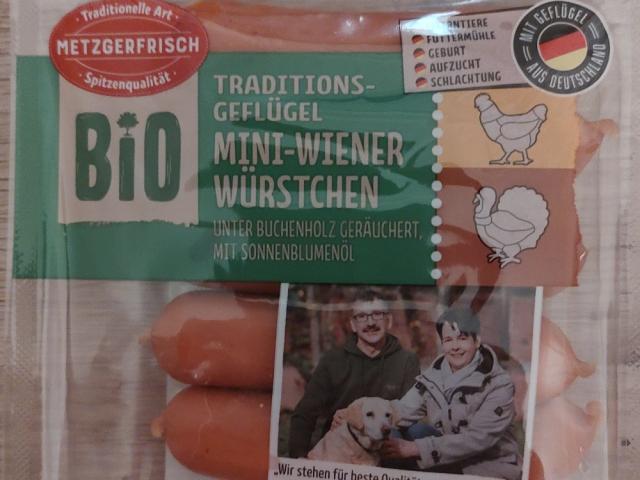 Traditionelle Art
METZGERFRISCH
Spitzenqualität
BiO
TRADITIONS-
GEFLÜGEL
MINI-WIENER
WÜRSTCHEN
UNTER BUCHENHOLZ GERÄUCHERT,
MIT SONNENBLUMENÖL
FUTTERMÜHLE
GEBURT
AUFZUCHT
SCHLACHTUNG
MIT GEFLÜGEL
AUS DEUTSCHLAND
„Wir stehen für beste